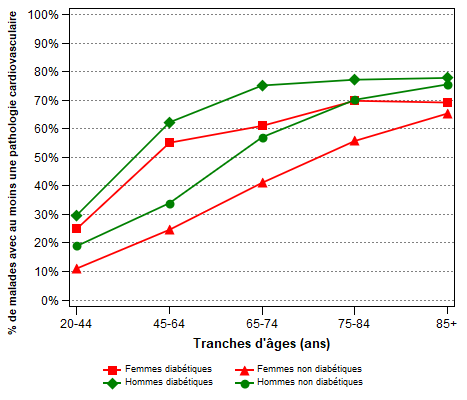 % de malades avec au moins une pathologie cardiovasculaire
100%
90%
80%
70%
60%
50%
40%
30%
20%
10%
0%
20-44 45-64 65-74 75-84 85+
Tranches d'âges (ans)
Femmes diabétiques Femmes non diabétiques
Hommes diabétiques Hommes non diabétiques